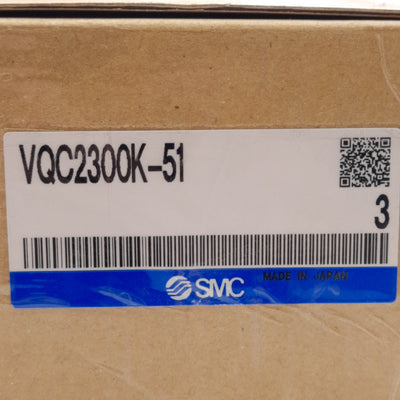 VQC2300K-51
3
MADE IN JAPAN
SMC